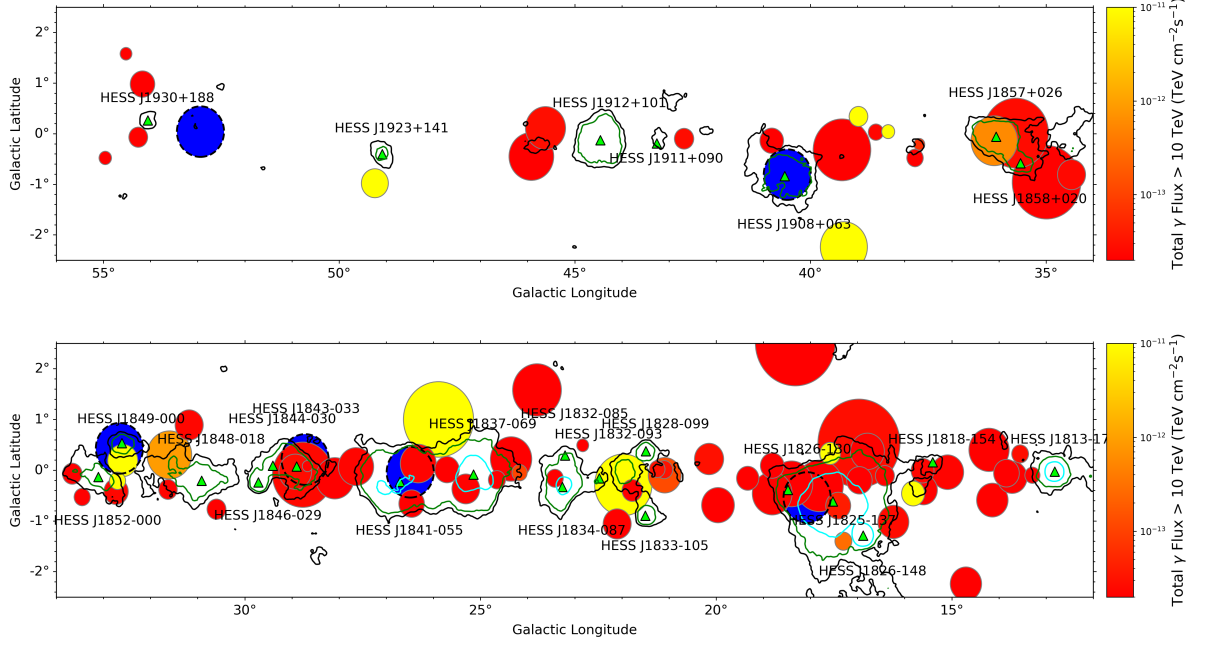 2°
1°
0°
-1°
-2°
Galactic Latitude
HESS J1930+188
HESS J1923+141
HESS J1912+101
HESS J1911+090
HESS J1908+063
HESS J1857+026
HESS J1858+020
55°
50°
45°
40°
35°
Galactic Longitude
10⁻¹¹
10⁻¹²
10⁻¹³
Total γ Flux > 10 TeV (TeV cm⁻²s⁻¹)
2°
1°
0°
-1°
-2°
Galactic Latitude
HESS J1849-000
HESS J1848-018
HESS J1852-000
HESS J1843-033
HESS J1844-030
HESS J1846-029
HESS J1837-069
HESS J1841-055
HESS J1832-085
HESS J1832-093
HESS J1828-099
HESS J1834-087
HESS J1833-105
HESS J1826-130
HESS J1825-137
HESS J1826-148
HESS J1818-154
HESS J1813-17
30°
25°
20°
15°
Galactic Longitude
10⁻¹¹
10⁻¹²
10⁻¹³
Total γ Flux > 10 TeV (TeV cm⁻²s⁻¹)